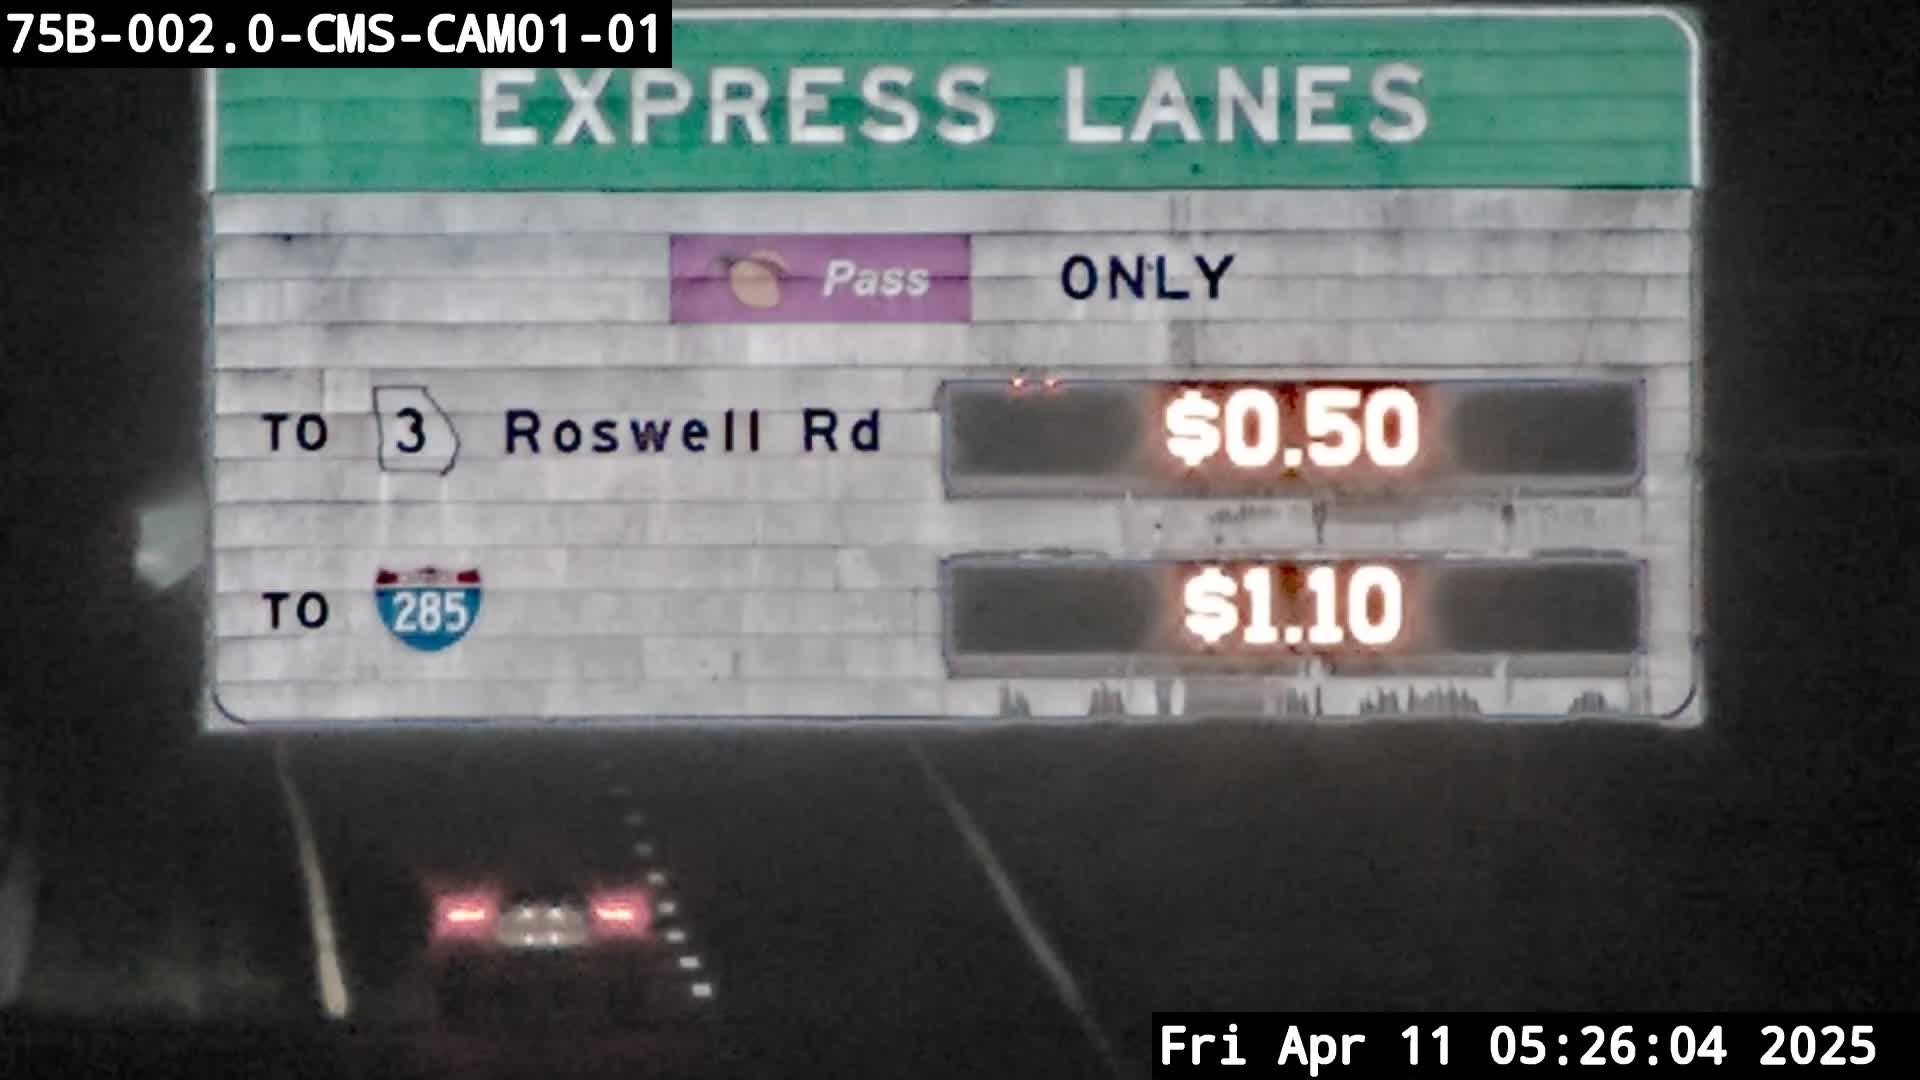 75B-002.0-CMS-CAM01-01
EXPRESS LANES
Pass ONLY
TO 3 Roswell Rd $0.50
TO 285 $1.10
Fri Apr 11 05:26:04 2025